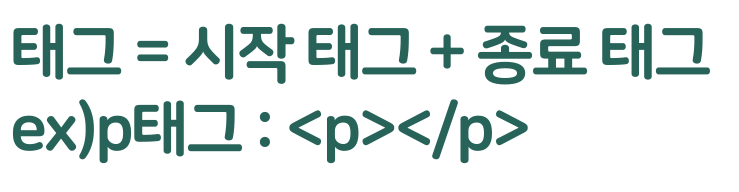 태그 = 시작 태그 + 종료 태그
ex)p태그 : <p></p>